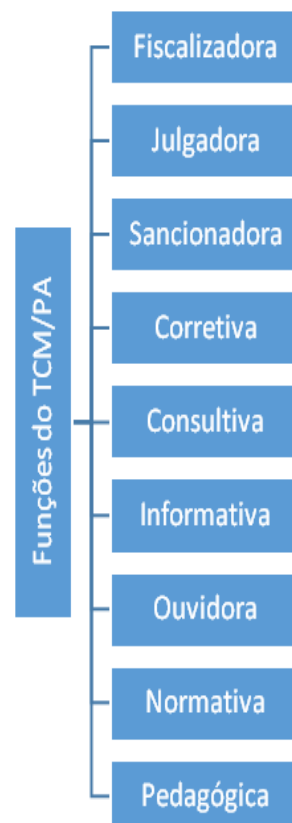 Funções do TCM/PA
Fiscalizadora
Julgadora
Sancionadora
Corretiva
Consultiva
Informativa
Ouvidora
Normativa
Pedagógica